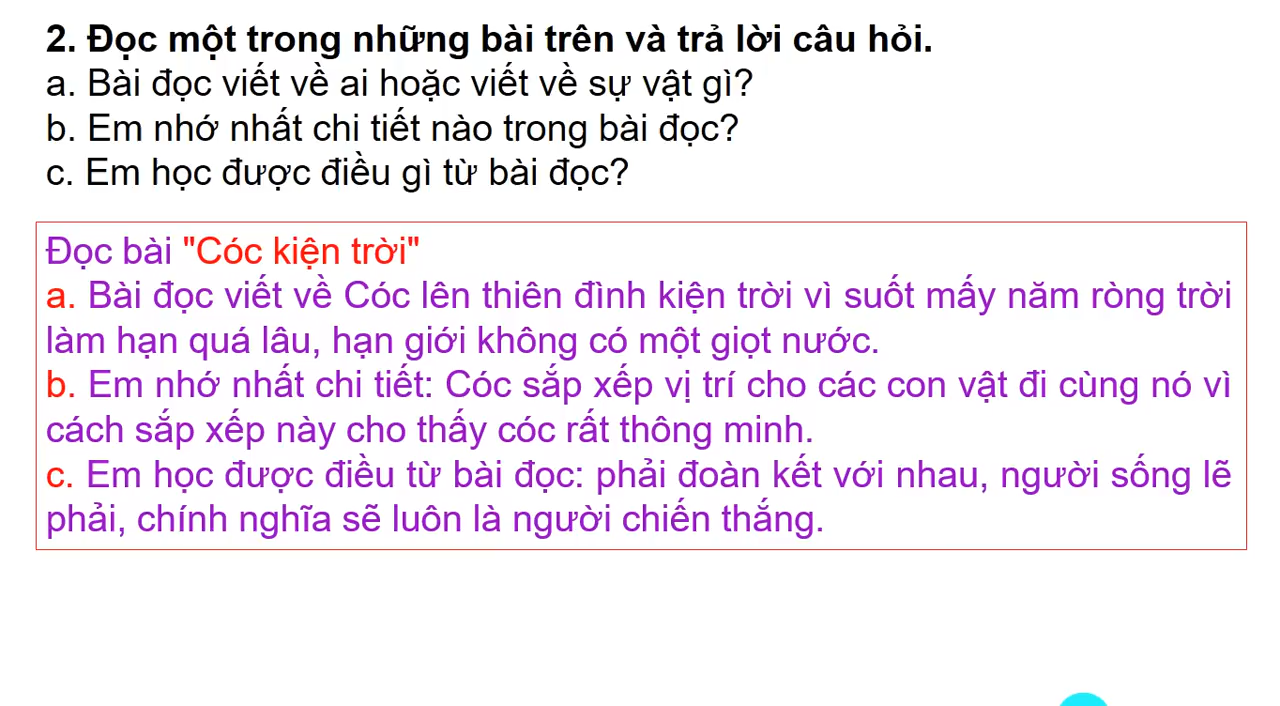 2. Đọc một trong những bài trên và trả lời câu hỏi.
a. Bài đọc viết về ai hoặc viết về sự vật gì?
b. Em nhớ nhất chi tiết nào trong bài đọc?
c. Em học được điều gì từ bài đọc?
Đọc bài "Cóc kiện trời"
a. Bài đọc viết về Cóc lên thiên đình kiện trời vì suốt mấy năm ròng trời
làm hạn quá lâu, hạn giới không có một giọt nước.
b. Em nhớ nhất chi tiết: Cóc sắp xếp vị trí cho các con vật đi cùng nó vì
cách sắp xếp này cho thấy cóc rất thông minh.
c. Em học được điều từ bài đọc: phải đoàn kết với nhau, người sống lẽ
phải, chính nghĩa sẽ luôn là người chiến thắng.